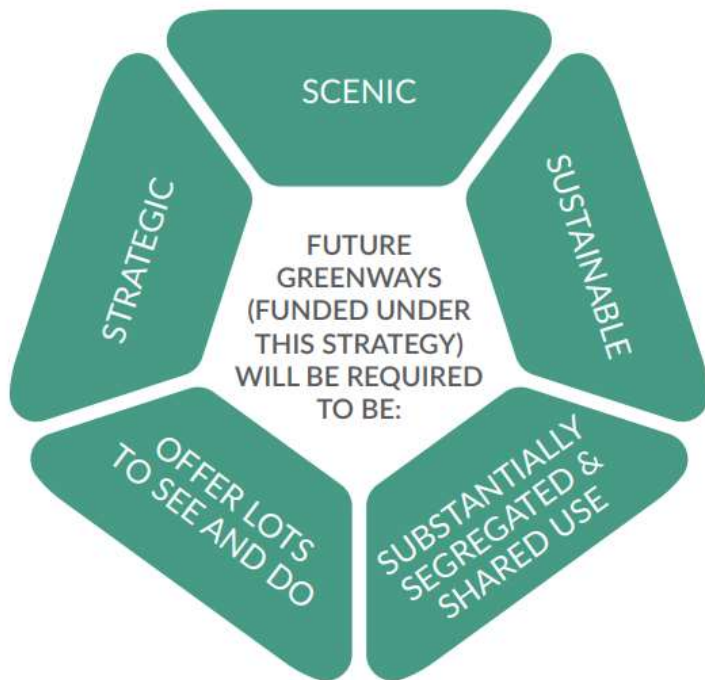 SCENIC
SUSTAINABLE
SUBSTANTIALLY
SEGREGATED &
SHARED USE
OFFER LOTS
TO SEE AND DO
STRATEGIC
FUTURE
GREENWAYS
(FUNDED UNDER
THIS STRATEGY)
WILL BE REQUIRED
TO BE: